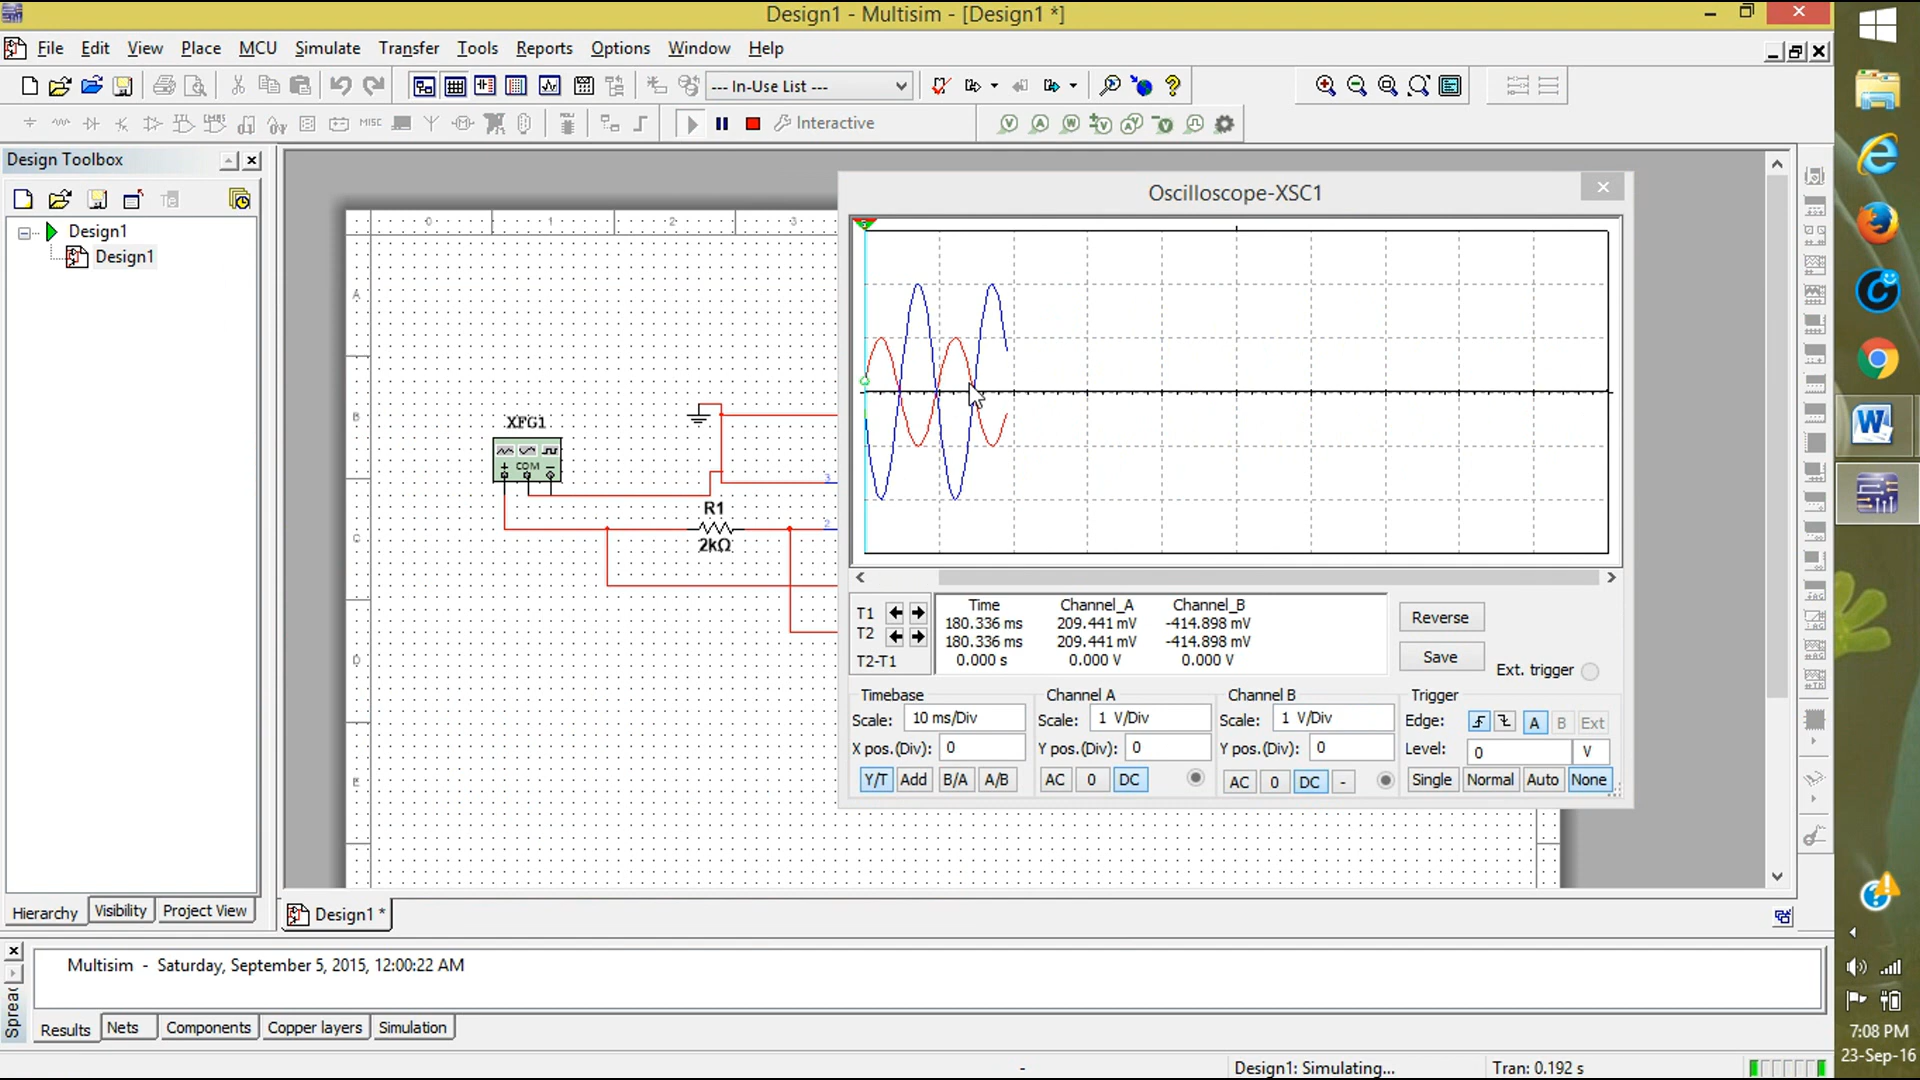 Design1 - Multisim - [Design1 *]
File Edit View Place MCU Simulate Transfer Tools Reports Options Window Help
--- In-Use List ---
MISC
Interactive
Design Toolbox
Design1
Design1
Hierarchy Visibility Project View
0 1 2 3
A
B
C
D
E
XFG1
COM
R1
2kΩ
3
2
Oscilloscope-XSC1
Time Channel_A Channel_B
T1 180.336 ms 209.441 mV -414.898 mV
T2 180.336 ms 209.441 mV -414.898 mV
T2-T1 0.000 s 0.000 V 0.000 V
Reverse
Save
Ext. trigger
Timebase Channel A Channel B Trigger
Scale: 10 ms/Div Scale: 1 V/Div Scale: 1 V/Div Edge: A B Ext
X pos.(Div): 0 Y pos.(Div): 0 Y pos.(Div): 0 Level: 0 V
Y/T Add B/A A/B AC 0 DC AC 0 DC - Single Normal Auto None
Design1 *
Multisim - Saturday, September 5, 2015, 12:00:22 AM
Results Nets Components Copper layers Simulation
- Design1: Simulating... Tran: 0.192 s
7:08 PM
23-Sep-16